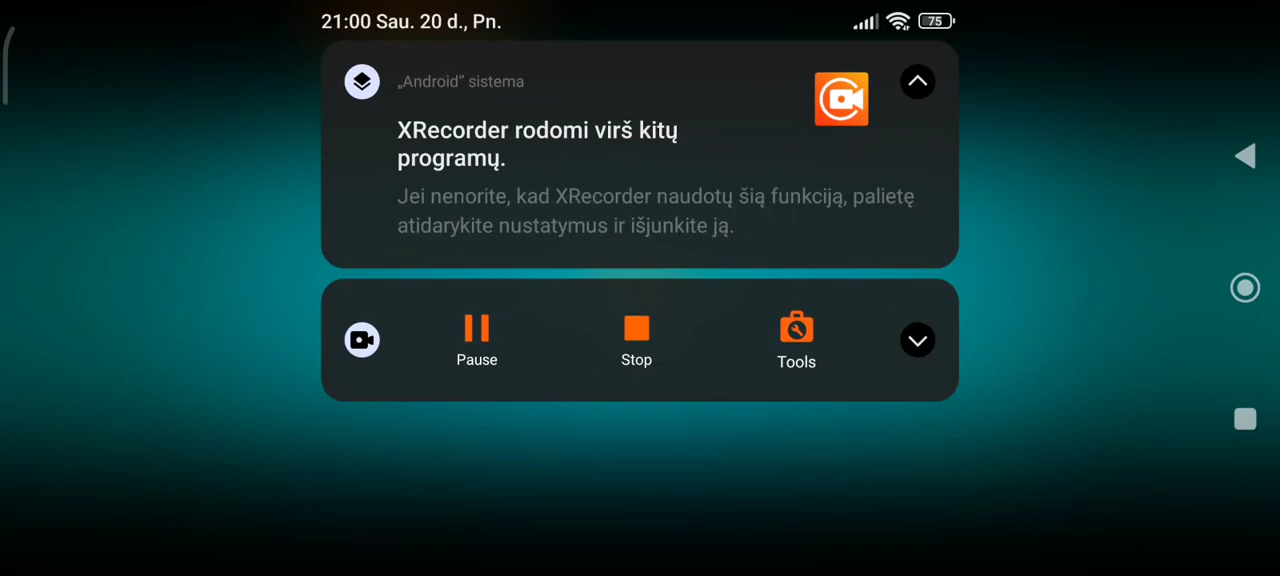 21:00 Sau. 20 d., Pn.
75
„Android“ sistema
XRecorder rodomi virš kitų
programų.
Jei nenorite, kad XRecorder naudotų šią funkciją, palietę
atidarykite nustatymus ir išjunkite ją.
Pause
Stop
Tools